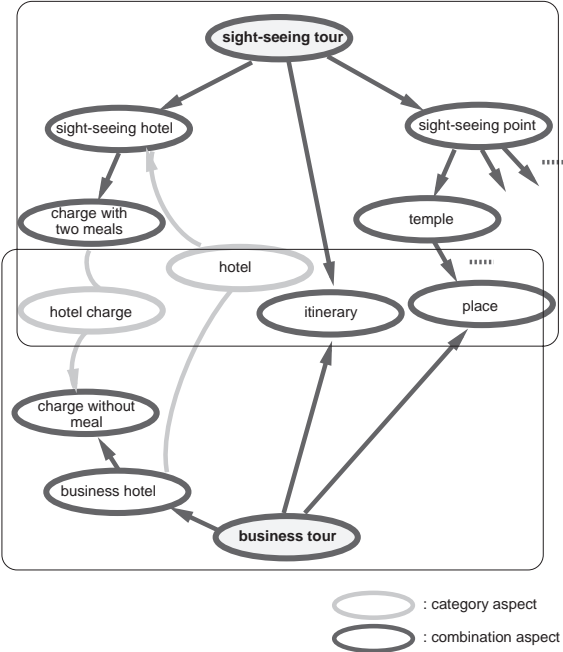 sight-seeing tour
sight-seeing hotel
sight-seeing point
charge with
two meals
temple
hotel
hotel charge
itinerary
place
charge without
meal
business hotel
business tour
: category aspect
: combination aspect